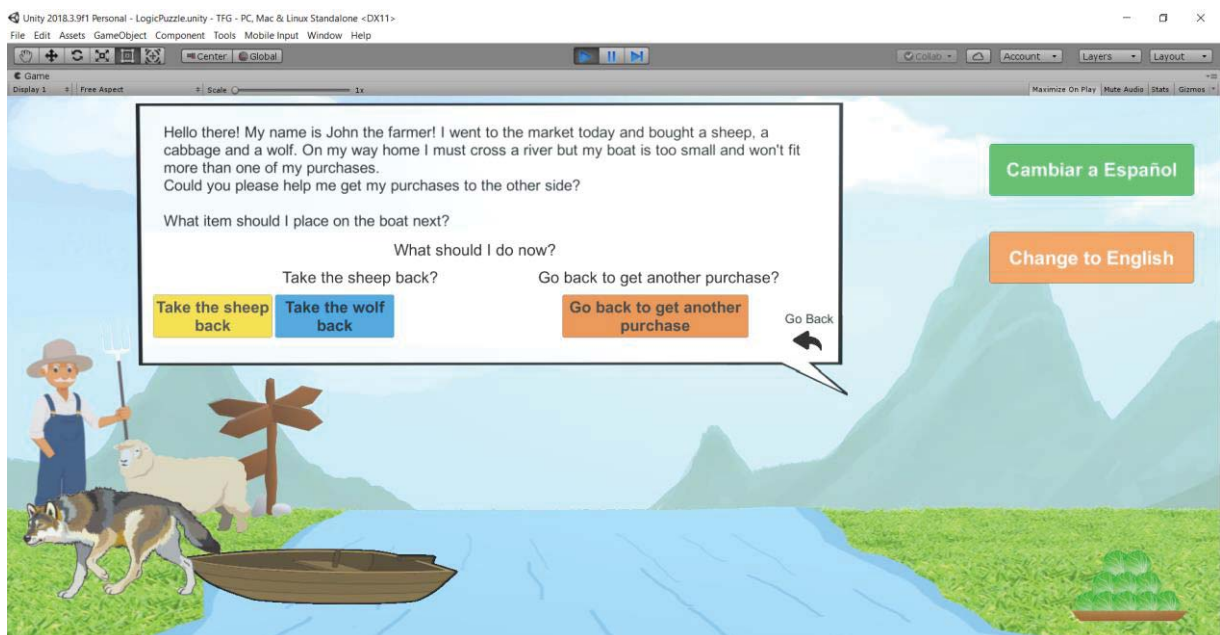 Unity 2018.3.9f1 Personal - LogicPuzzle.unity - TFG - PC, Mac & Linux Standalone <DX11>
File Edit Assets GameObject Component Tools Mobile Input Window Help
Center Global Collab Account Layers Layout
Game
Display 1 Free Aspect Scale 1x Maximize On Play Mute Audio Stats Gizmos
Hello there! My name is John the farmer! I went to the market today and bought a sheep, a
cabbage and a wolf. On my way home I must cross a river but my boat is too small and won't fit
more than one of my purchases.
Could you please help me get my purchases to the other side?
What item should I place on the boat next?
What should I do now?
Take the sheep back? Go back to get another purchase?
Take the sheep
back
Take the wolf
back
Go back to get another
purchase
Go Back
Cambiar a Español
Change to English